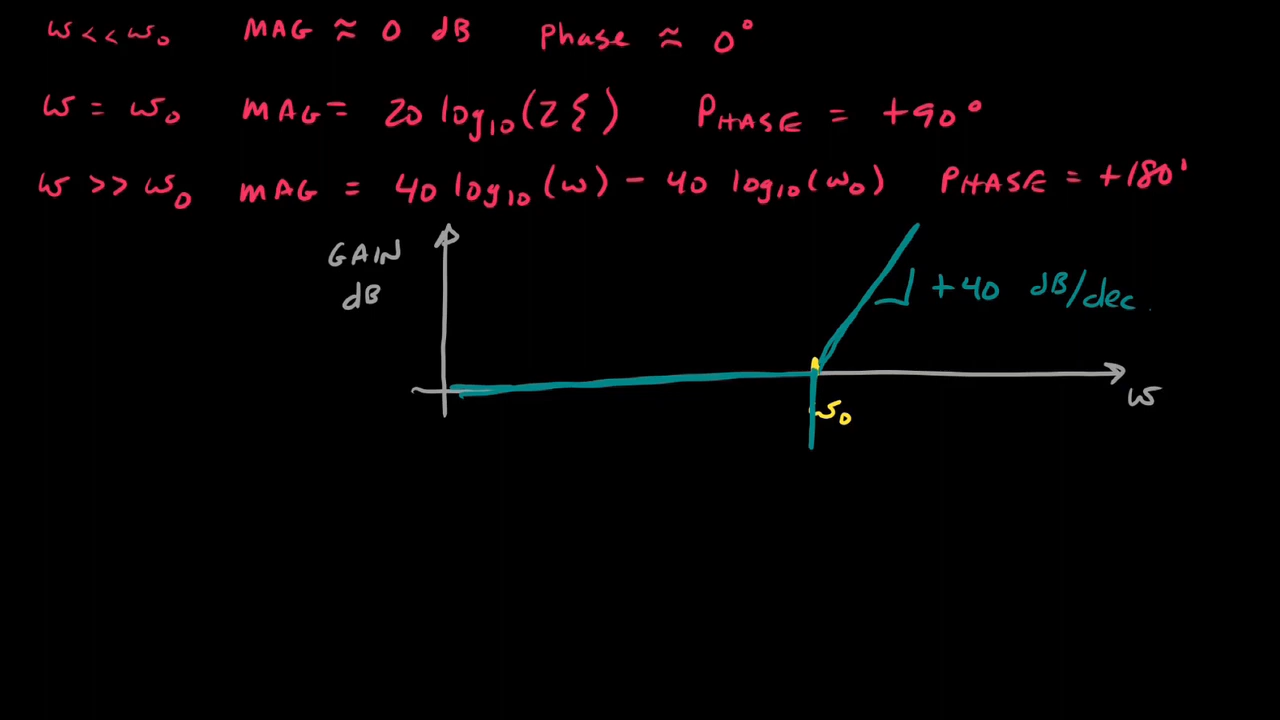 ω << ω₀ MAG ≈ 0 dB Phase ≈ 0°
ω = ω₀ MAG = 20 log₁₀(2ξ) PHASE = +90°
ω >> ω₀ MAG = 40 log₁₀(ω) - 40 log₁₀(ω₀) PHASE = +180°
GAIN
dB
+40 dB/dec.
ω₀
ω